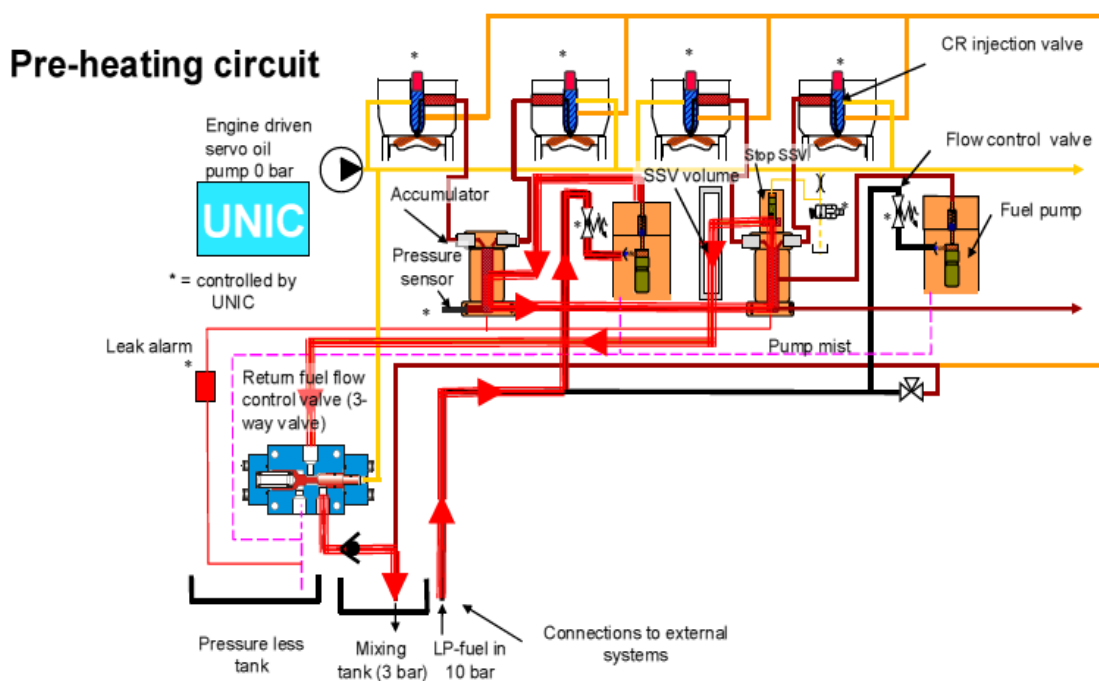 Pre-heating circuit
CR injection valve
Engine driven
servo oil
pump 0 bar
UNIC
* = controlled by
UNIC
Flow control valve
Stop SSV
SSV volume
Accumulator
Fuel pump
Pressure
sensor
Leak alarm
Pump mist
Return fuel flow
control valve (3-
way valve)
Pressure less
tank
Mixing
tank (3 bar)
LP-fuel in
10 bar
Connections to external
systems
*
*
*
*
*
*
*
*
*